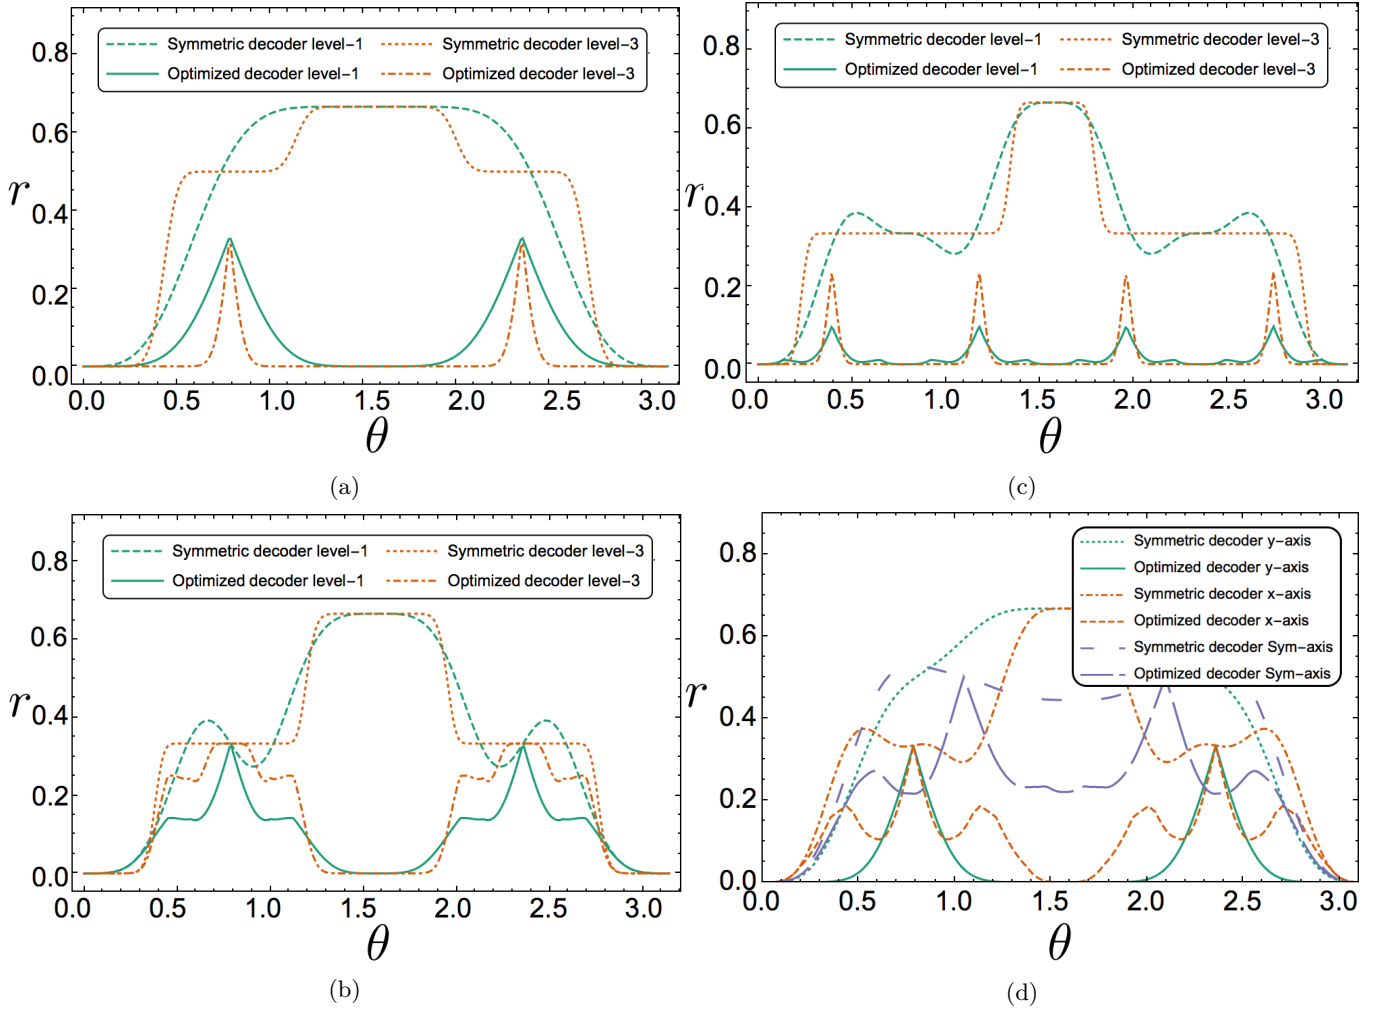 Symmetric decoder level-1
Symmetric decoder level-3
Optimized decoder level-1
Optimized decoder level-3
0.8
0.6
0.4
0.2
0.0
r
0.0 0.5 1.0 1.5 2.0 2.5 3.0
θ
(a)
Symmetric decoder level-1
Symmetric decoder level-3
Optimized decoder level-1
Optimized decoder level-3
0.8
0.6
0.4
0.2
0.0
r
0.0 0.5 1.0 1.5 2.0 2.5 3.0
θ
(c)
Symmetric decoder level-1
Symmetric decoder level-3
Optimized decoder level-1
Optimized decoder level-3
0.8
0.6
0.4
0.2
0.0
r
0.0 0.5 1.0 1.5 2.0 2.5 3.0
θ
(b)
Symmetric decoder y-axis
Optimized decoder y-axis
Symmetric decoder x-axis
Optimized decoder x-axis
Symmetric decoder Sym-axis
Optimized decoder Sym-axis
0.8
0.6
0.4
0.2
0.0
r
0.0 0.5 1.0 1.5 2.0 2.5 3.0
θ
(d)